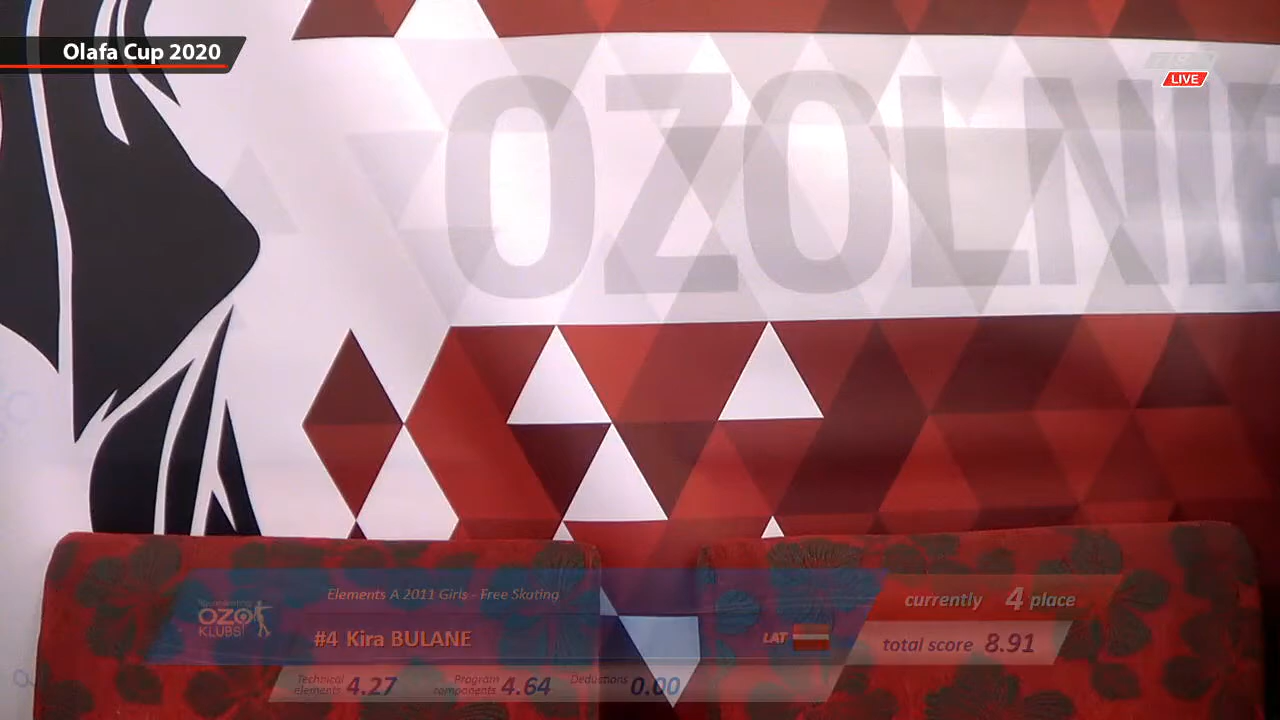 Olafa Cup 2020
LIVE
OZOLNI
Elements A 2011 Girls - Free Skating
OZO
KLUBS!
#4 Kira BULANE
LAT
currently 4 place
total score 8.91
Technical elements 4.27
Program components 4.64
Deductions 0.00